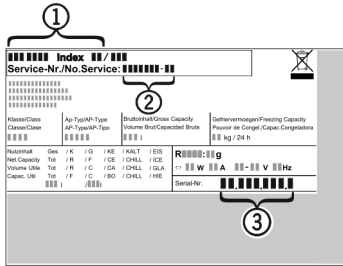 1
Index /
Service-Nr./No.Service: -
2
Klasse/Class
Classe/Clase
Ap-Typ/AP-Type
AP-Type/AP-Tipo
Bruttoinhalt/Gross Capacity
Volume Brut/Capacidad Bruta
l
Gefriervermoegen/Freezing Capacity
Pouvoir de Congel./Capac.Congeladora
kg / 24 h
Nutzinhalt Ges / K / G / KE / KALT / EIS
Net.Capacity Tot / R / F / CE / CHILL / ICE
Volume Utile Tot / R / C / CA / CHILL / GLA
Capac. Util Tot / F / C / BO / CHILL / HIE
l / l
R : g
W A - V Hz
Serial-Nr.
3